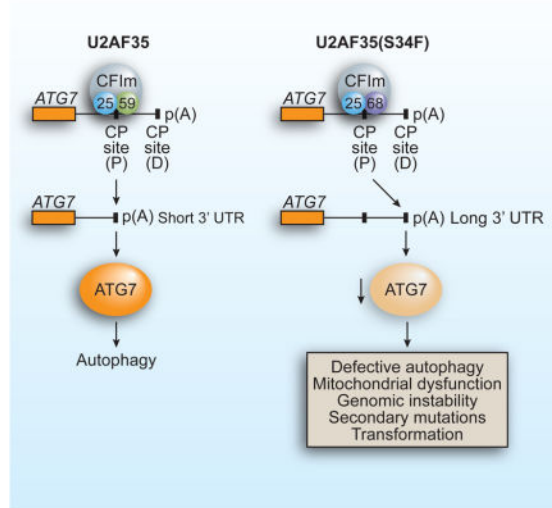 U2AF35
CFIm
25 59
ATG7
p(A)
CP
site
(P)
CP
site
(D)
ATG7
p(A) Short 3' UTR
ATG7
Autophagy
U2AF35(S34F)
CFIm
25 68
ATG7
p(A)
CP
site
(P)
CP
site
(D)
ATG7
p(A) Long 3' UTR
ATG7
Defective autophagy
Mitochondrial dysfunction
Genomic instability
Secondary mutations
Transformation